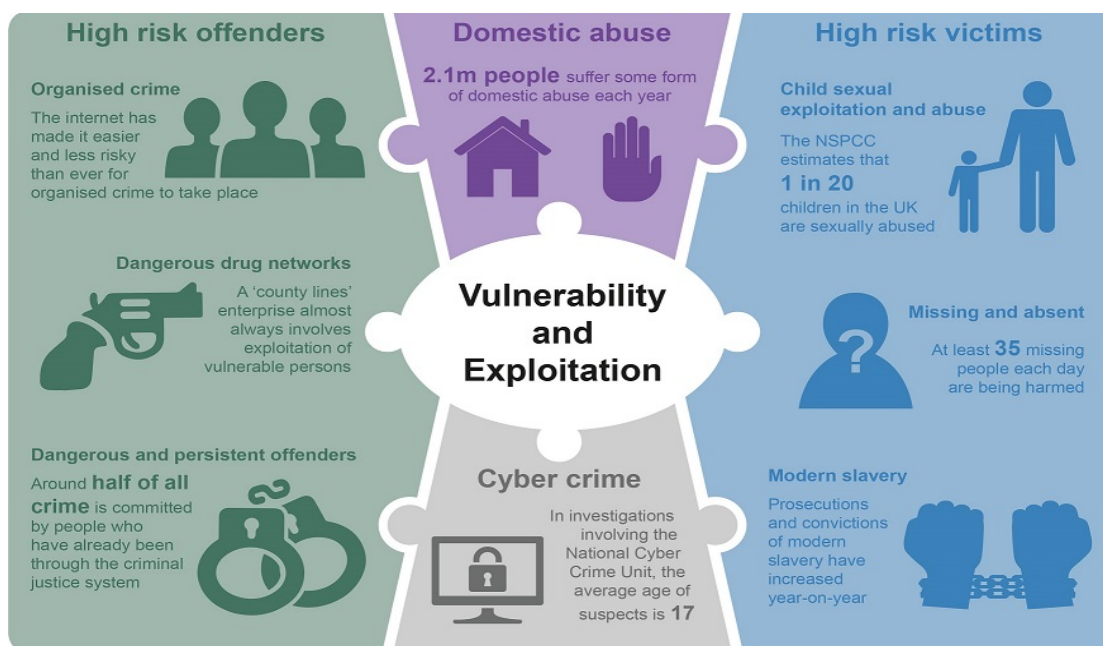 High risk offenders
Organised crime
The internet has
made it easier
and less risky
than ever for
organised crime to take place
Dangerous drug networks
A ‘county lines’
enterprise almost
always involves
exploitation of
vulnerable persons
Dangerous and persistent offenders
Around half of all
crime is committed
by people who
have already been
through the criminal
justice system
Domestic abuse
2.1m people suffer some form
of domestic abuse each year
Vulnerability
and
Exploitation
Cyber crime
In investigations
involving the
National Cyber
Crime Unit, the
average age of
suspects is 17
High risk victims
Child sexual
exploitation and abuse
The NSPCC
estimates that
1 in 20
children in the UK
are sexually abused
?
Missing and absent
At least 35 missing
people each day
are being harmed
Modern slavery
Prosecutions
and convictions
of modern
slavery have
increased
year-on-year